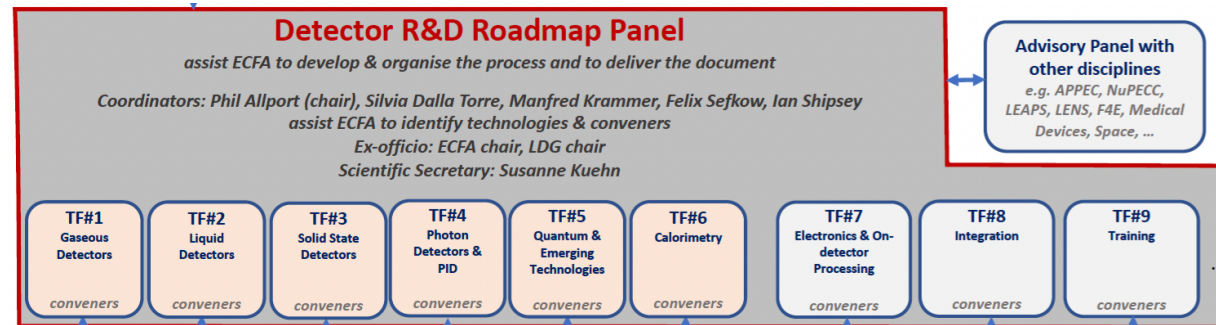 Detector R&D Roadmap Panel
assist ECFA to develop & organise the process and to deliver the document
Coordinators: Phil Allport (chair), Silvia Dalla Torre, Manfred Krammer, Felix Sefkow, Ian Shipsey
assist ECFA to identify technologies & conveners
Ex-officio: ECFA chair, LDG chair
Scientific Secretary: Susanne Kuehn
Advisory Panel with
other disciplines
e.g. APPEC, NuPECC,
LEAPS, LENS, F4E, Medical
Devices, Space, ...
TF#1
Gaseous
Detectors
conveners
TF#2
Liquid
Detectors
conveners
TF#3
Solid State
Detectors
conveners
TF#4
Photon
Detectors &
PID
conveners
TF#5
Quantum &
Emerging
Technologies
conveners
TF#6
Calorimetry
conveners
TF#7
Electronics & On-
detector
Processing
conveners
TF#8
Integration
conveners
TF#9
Training
conveners